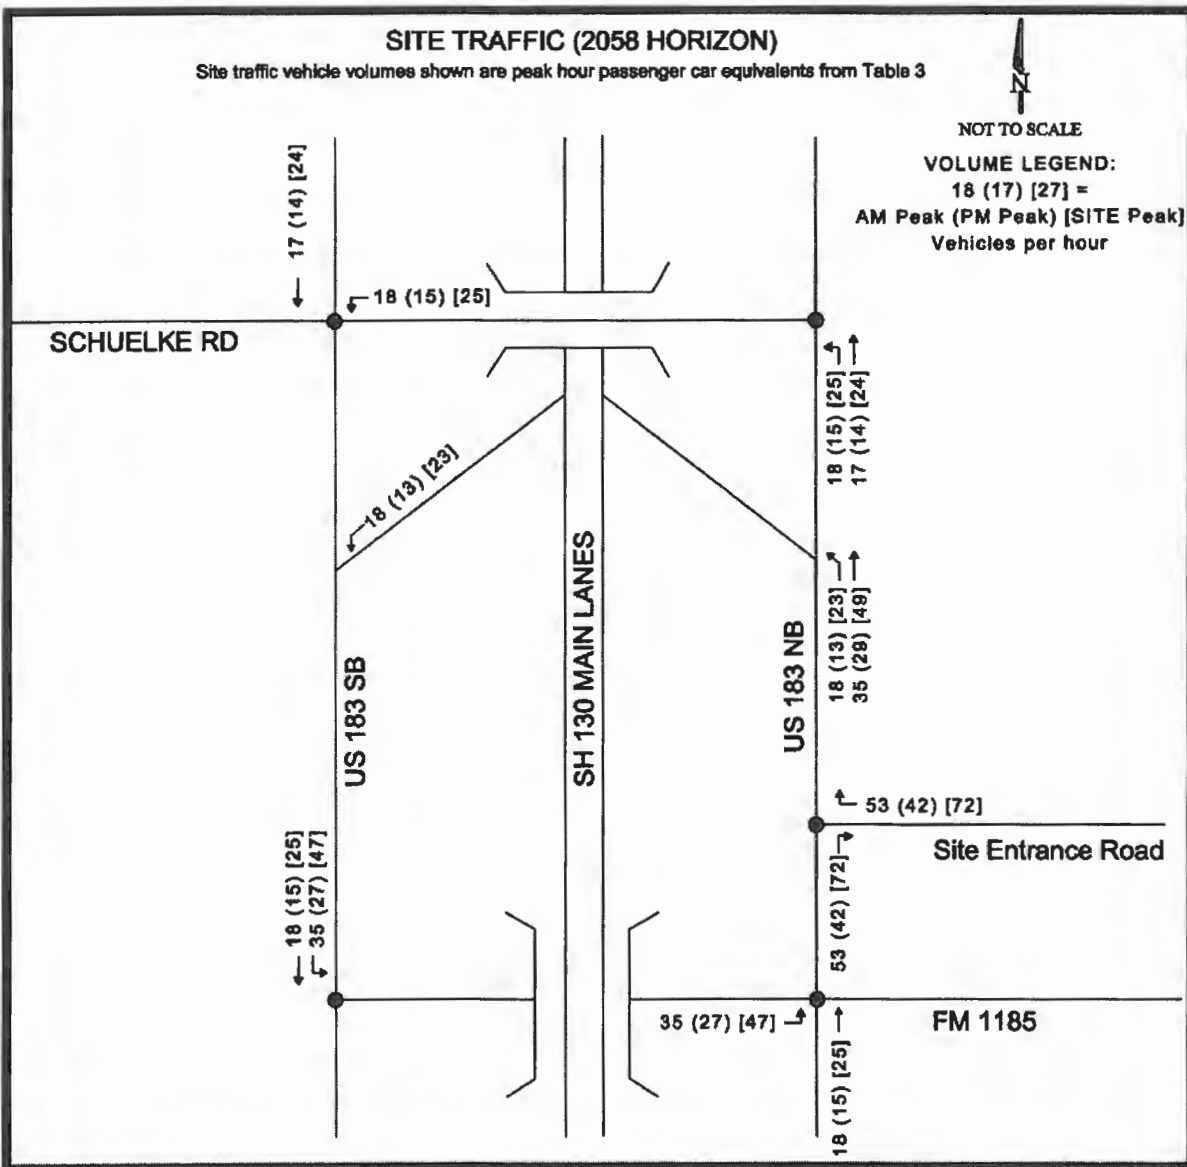 SITE TRAFFIC (2058 HORIZON)
Site traffic vehicle volumes shown are peak hour passenger car equivalents from Table 3
N
NOT TO SCALE
VOLUME LEGEND:
18 (17) [27] =
AM Peak (PM Peak) [SITE Peak]
Vehicles per hour
17 (14) [24]
18 (15) [25]
SCHUELKE RD
18 (15) [25]
17 (14) [24]
18 (13) [23]
SH 130 MAIN LANES
18 (13) [23]
35 (29) [49]
US 183 SB
US 183 NB
53 (42) [72]
Site Entrance Road
18 (15) [25]
35 (27) [47]
53 (42) [72]
35 (27) [47]
FM 1185
18 (15) [25]